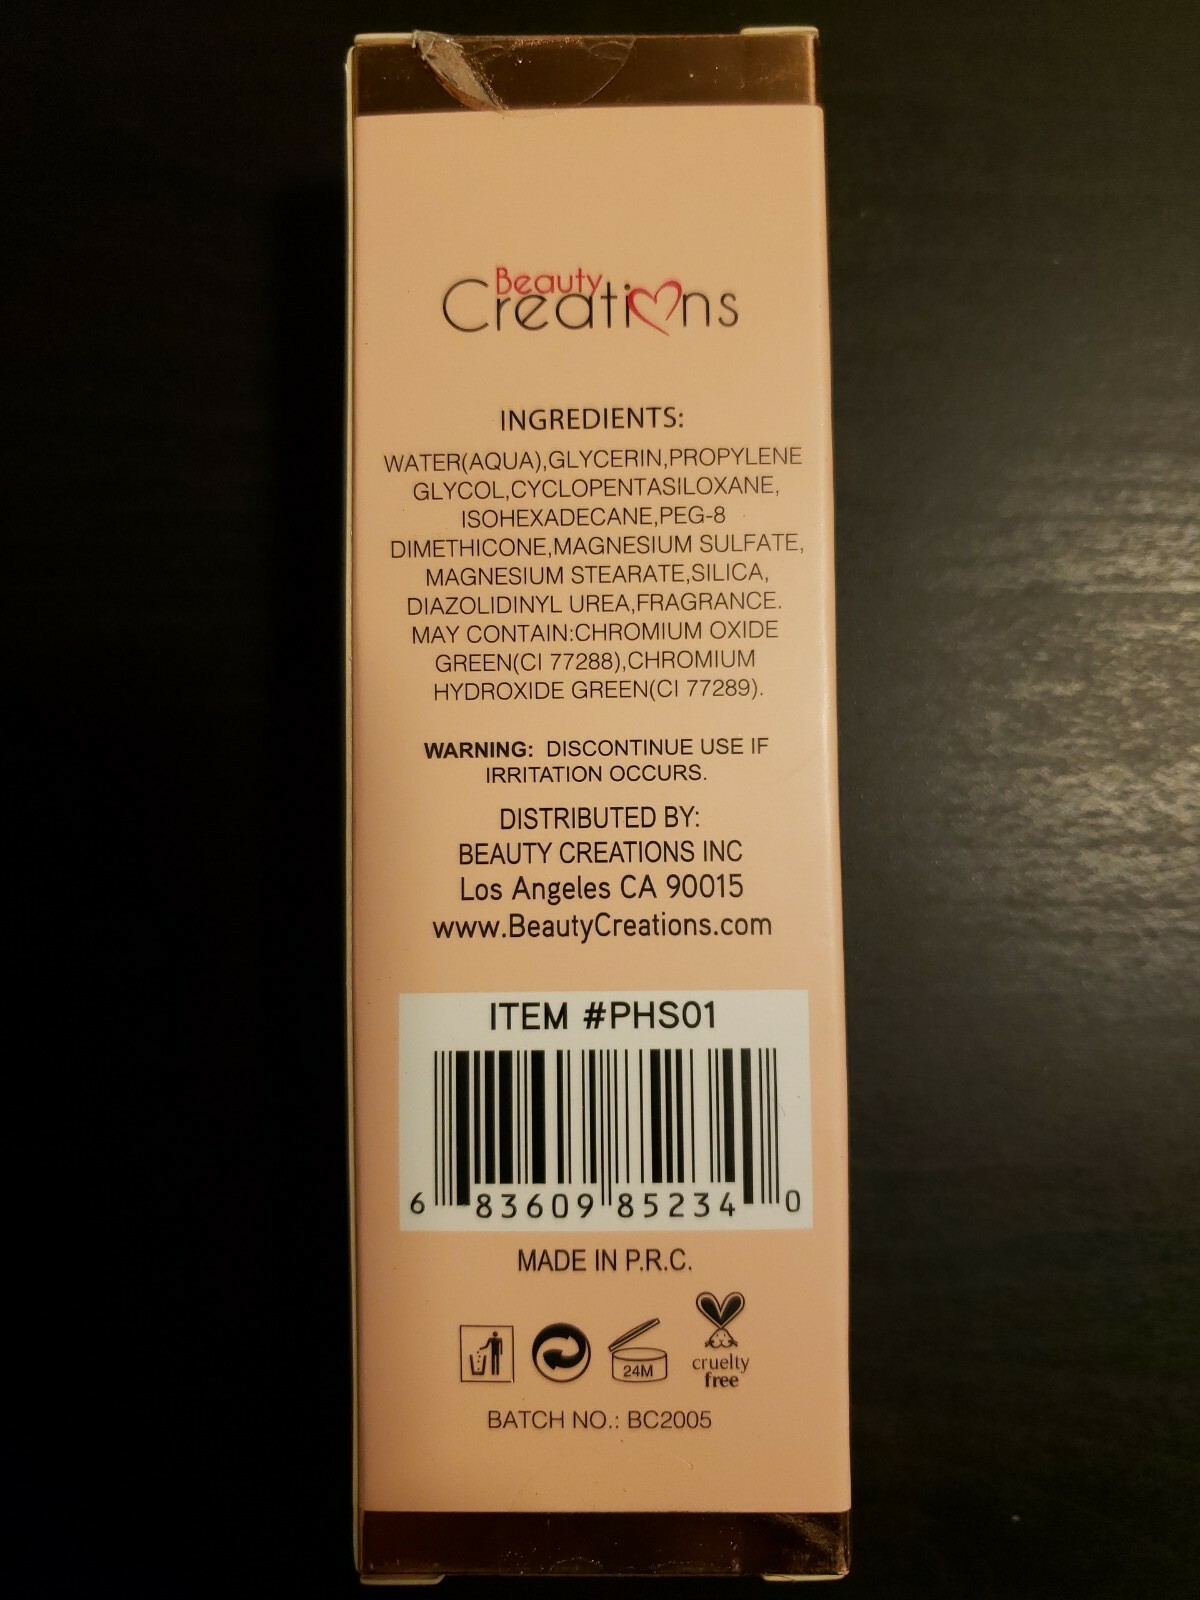 Beauty
Creations
INGREDIENTS:
WATER(AQUA),GLYCERIN,PROPYLENE
GLYCOL,CYCLOPENTASILOXANE,
ISOHEXADECANE,PEG-8
DIMETHICONE,MAGNESIUM SULFATE,
MAGNESIUM STEARATE,SILICA,
DIAZOLIDINYL UREA,FRAGRANCE.
MAY CONTAIN:CHROMIUM OXIDE
GREEN(CI 77288),CHROMIUM
HYDROXIDE GREEN(CI 77289).
WARNING: DISCONTINUE USE IF
IRRITATION OCCURS.
DISTRIBUTED BY:
BEAUTY CREATIONS INC
Los Angeles CA 90015
www.BeautyCreations.com
ITEM #PHS01
6 83609 85234 0
MADE IN P.R.C.
24M
cruelty
free
BATCH NO.: BC2005